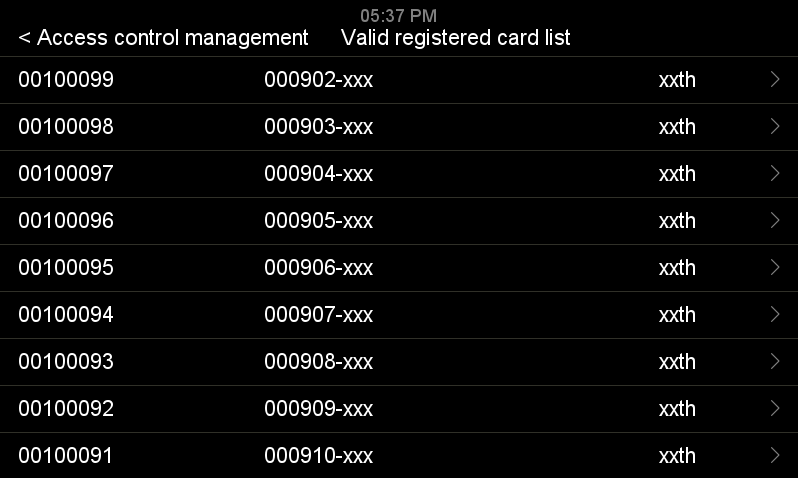 05:37 PM
< Access control management Valid registered card list
00100099 000902-xxx xxth >
00100098 000903-xxx xxth >
00100097 000904-xxx xxth >
00100096 000905-xxx xxth >
00100095 000906-xxx xxth >
00100094 000907-xxx xxth >
00100093 000908-xxx xxth >
00100092 000909-xxx xxth >
00100091 000910-xxx xxth >